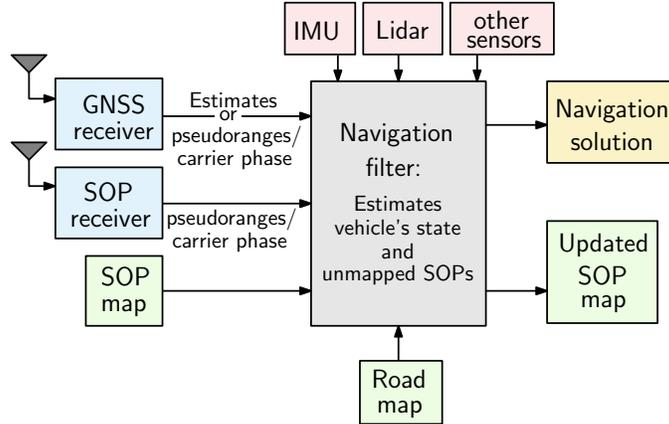 IMU
Lidar
other
sensors
GNSS
receiver
Estimates
or
pseudoranges/
carrier phase
SOP
receiver
pseudoranges/
carrier phase
SOP
map
Navigation
filter:
Estimates
vehicle's state
and
unmapped SOPs
Road
map
Navigation
solution
Updated
SOP
map